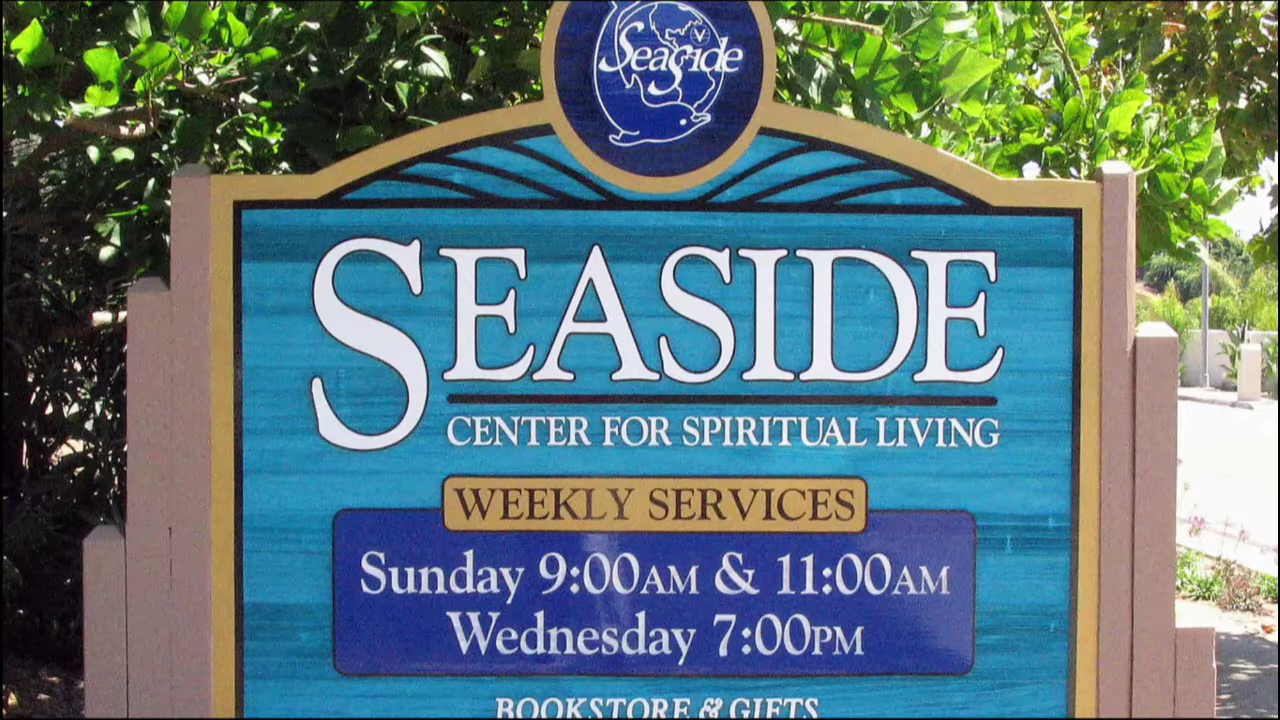 Seaside
SEASIDE
CENTER FOR SPIRITUAL LIVING
WEEKLY SERVICES
Sunday 9:00AM & 11:00AM
Wednesday 7:00PM
BOOKSTORE & GIFTS